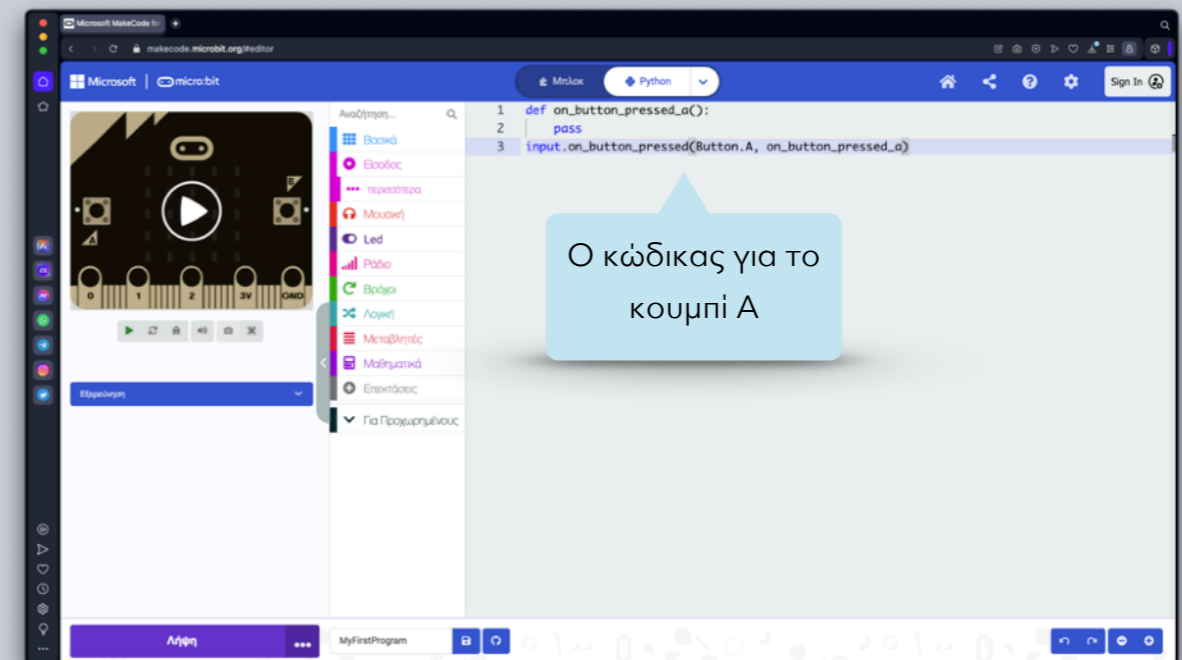 Microsoft MakeCode for
makecode.microbit.org/#editor
Microsoft | micro:bit
Μπλοκ
Python
Sign In
Αναζήτηση...
Βασικά
Είσοδος
περισσότερα
Μουσική
Led
Ράδιο
Βρόχοι
Λογική
Μεταβλητές
Μαθηματικά
Επεκτάσεις
Για Προχωρημένους
1 def on_button_pressed_a():
2 pass
3 input.on_button_pressed(Button.A, on_button_pressed_a)
Ο κώδικας για το
κουμπί Α
B
A
0 1 2 3V GND
Εξερεύνηση
Λήψη
MyFirstProgram